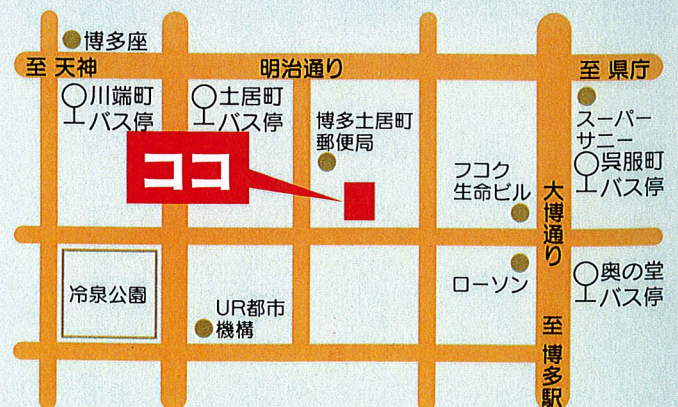 博多座
至 天神
明治通り
至 県庁
川端町
バス停
土居町
バス停
博多土居町
郵便局
スーパー
サニー
呉服町
バス停
ココ
フコク
生命ビル
大博通り
冷泉公園
UR都市
機構
ローソン
奥の堂
バス停
至 博多駅